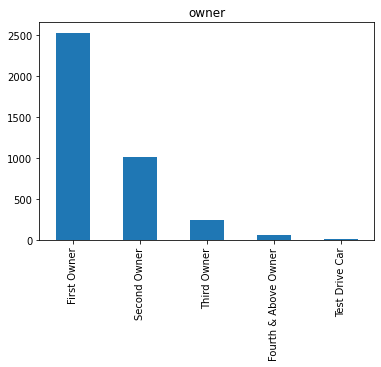 owner
2500
2000
1500
1000
500
0
First Owner
Second Owner
Third Owner
Fourth & Above Owner
Test Drive Car